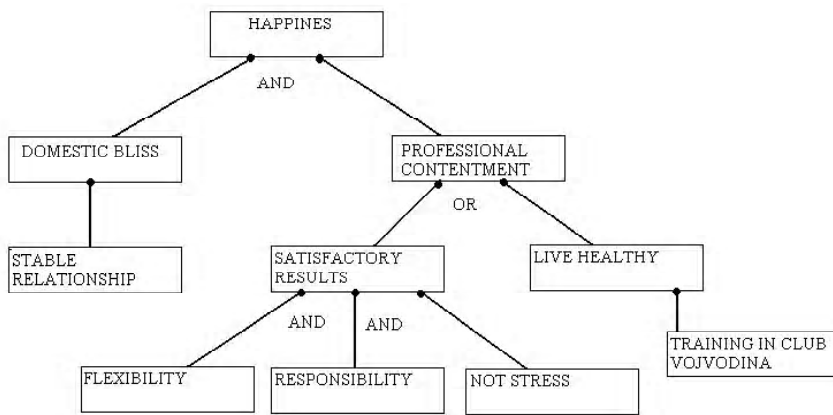 HAPPINES
AND
DOMESTIC BLISS
PROFESSIONAL
CONTENTMENT
OR
STABLE
RELATIONSHIP
SATISFACTORY
RESULTS
LIVE HEALTHY
AND
AND
TRAINING IN CLUB
VOJVODINA
FLEXIBILITY
RESPONSIBILITY
NOT STRESS